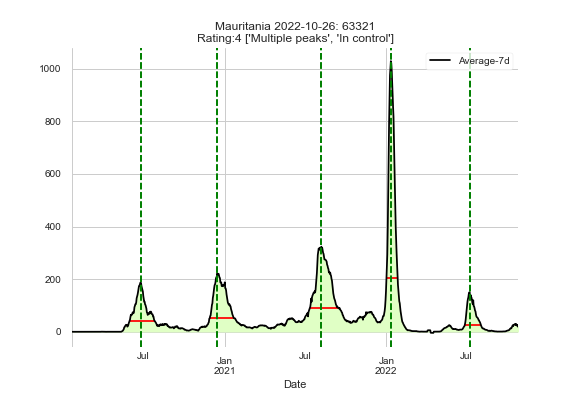 Mauritania 2022-10-26: 63321
Rating:4 ['Multiple peaks', 'In control']
Average-7d
1000
800
600
400
200
0
Jul
Jan
2021
Jul
Jan
2022
Jul
Date